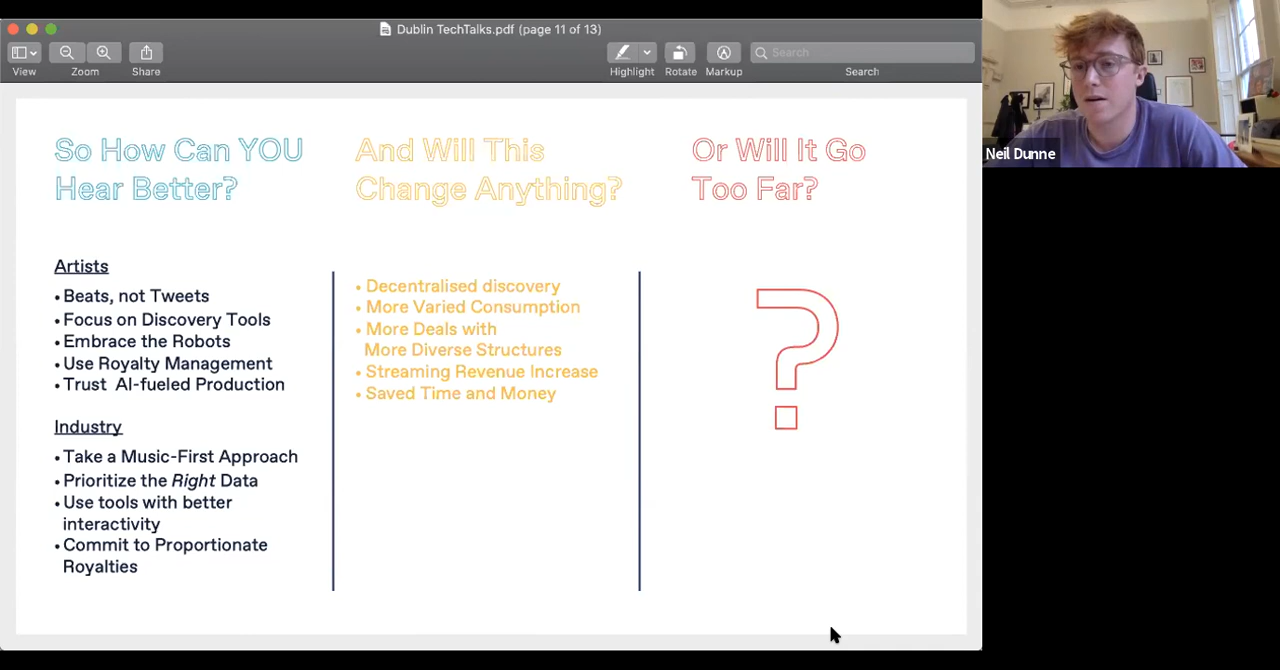 Dublin TechTalks.pdf (page 11 of 13)
View
Zoom
Share
Highlight
Rotate
Markup
Search
Search
Neil Dunne
So How Can YOU
Hear Better?
Artists
• Beats, not Tweets
• Focus on Discovery Tools
• Embrace the Robots
• Use Royalty Management
• Trust AI-fueled Production
Industry
• Take a Music-First Approach
• Prioritize the Right Data
• Use tools with better
interactivity
• Commit to Proportionate
Royalties
And Will This
Change Anything?
• Decentralised discovery
• More Varied Consumption
• More Deals with
More Diverse Structures
• Streaming Revenue Increase
• Saved Time and Money
Or Will It Go
Too Far?
?